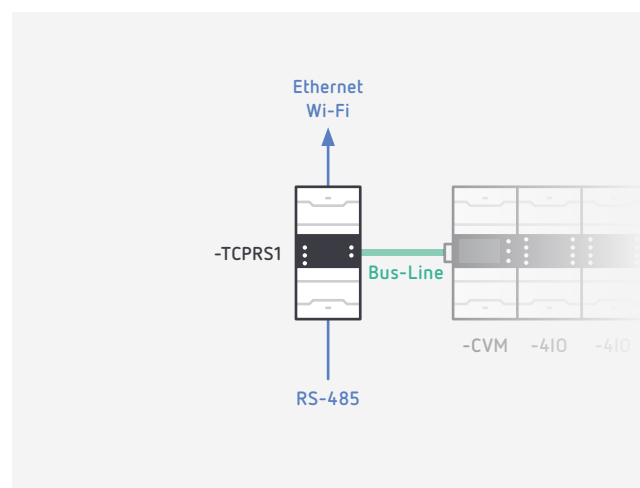 Ethernet
Wi-Fi
-TCPRS1
Bus-Line
-CVM -4IO -4IO
RS-485